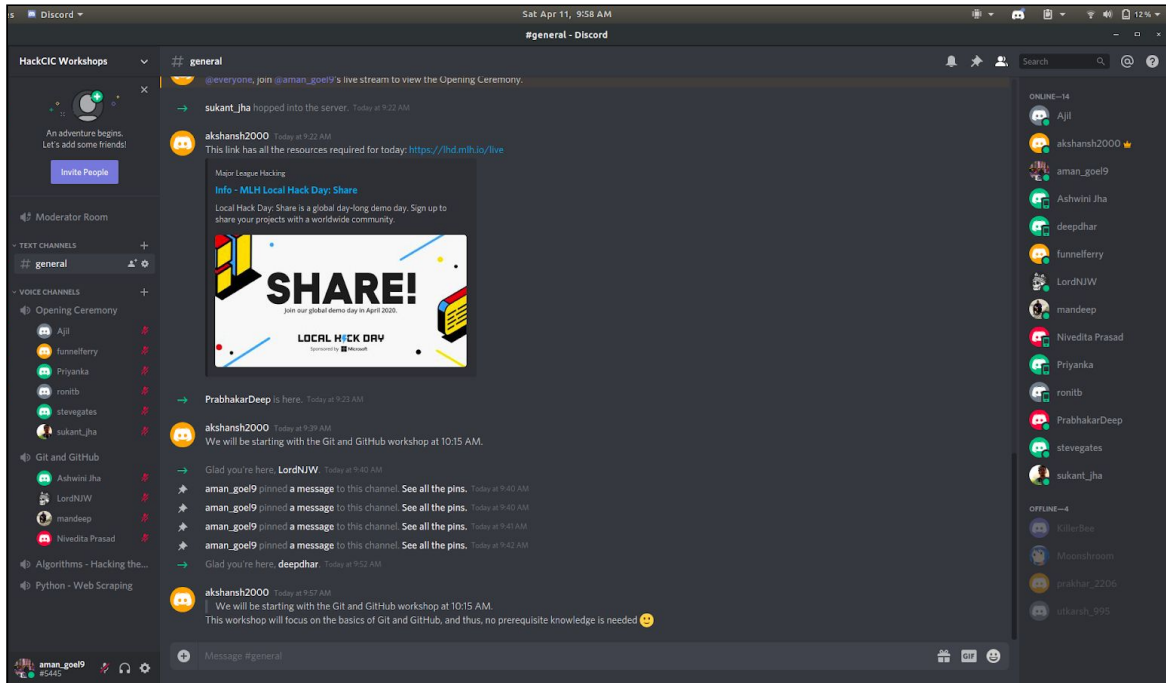 Discord
Sat Apr 11, 9:58 AM
12%
#general - Discord
HackCIC Workshops
An adventure begins.
Let's add some friends!
Invite People
Moderator Room
TEXT CHANNELS
general
VOICE CHANNELS
Opening Ceremony
Ajil
funnelferry
Priyanka
ronitb
stevegates
sukant_jha
Git and GitHub
Ashwini Jha
LordNJW
mandeep
Nivedita Prasad
Algorithms - Hacking the...
Python - Web Scraping
aman_goel9
#5445
# general
Search
@everyone, join @aman_goel9's live stream to view the Opening Ceremony.
sukant_jha hopped into the server. Today at 9:22 AM
akshansh2000 Today at 9:22 AM
This link has all the resources required for today: https://lhd.mlh.io/live
Major League Hacking
Info - MLH Local Hack Day: Share
Local Hack Day: Share is a global day-long demo day. Sign up to
share your projects with a worldwide community.
SHARE!
Join our global demo day in April 2020.
LOCAL HACK DAY
Sponsored by Microsoft
PrabhakarDeep is here. Today at 9:23 AM
akshansh2000 Today at 9:39 AM
We will be starting with the Git and GitHub workshop at 10:15 AM.
Glad you're here, LordNJW. Today at 9:40 AM
aman_goel9 pinned a message to this channel. See all the pins. Today at 9:40 AM
aman_goel9 pinned a message to this channel. See all the pins. Today at 9:40 AM
aman_goel9 pinned a message to this channel. See all the pins. Today at 9:41 AM
aman_goel9 pinned a message to this channel. See all the pins. Today at 9:42 AM
Glad you're here, deepdhar. Today at 9:52 AM
akshansh2000 Today at 9:57 AM
We will be starting with the Git and GitHub workshop at 10:15 AM.
This workshop will focus on the basics of Git and GitHub, and thus, no prerequisite knowledge is needed 🙂
Message #general
GIF
ONLINE—14
Ajil
akshansh2000
aman_goel9
Ashwini Jha
deepdhar
funnelferry
LordNJW
mandeep
Nivedita Prasad
Priyanka
ronitb
PrabhakarDeep
stevegates
sukant_jha
OFFLINE—4
KillerBee
Moonshroom
prakhar_2206
utkarsh_995